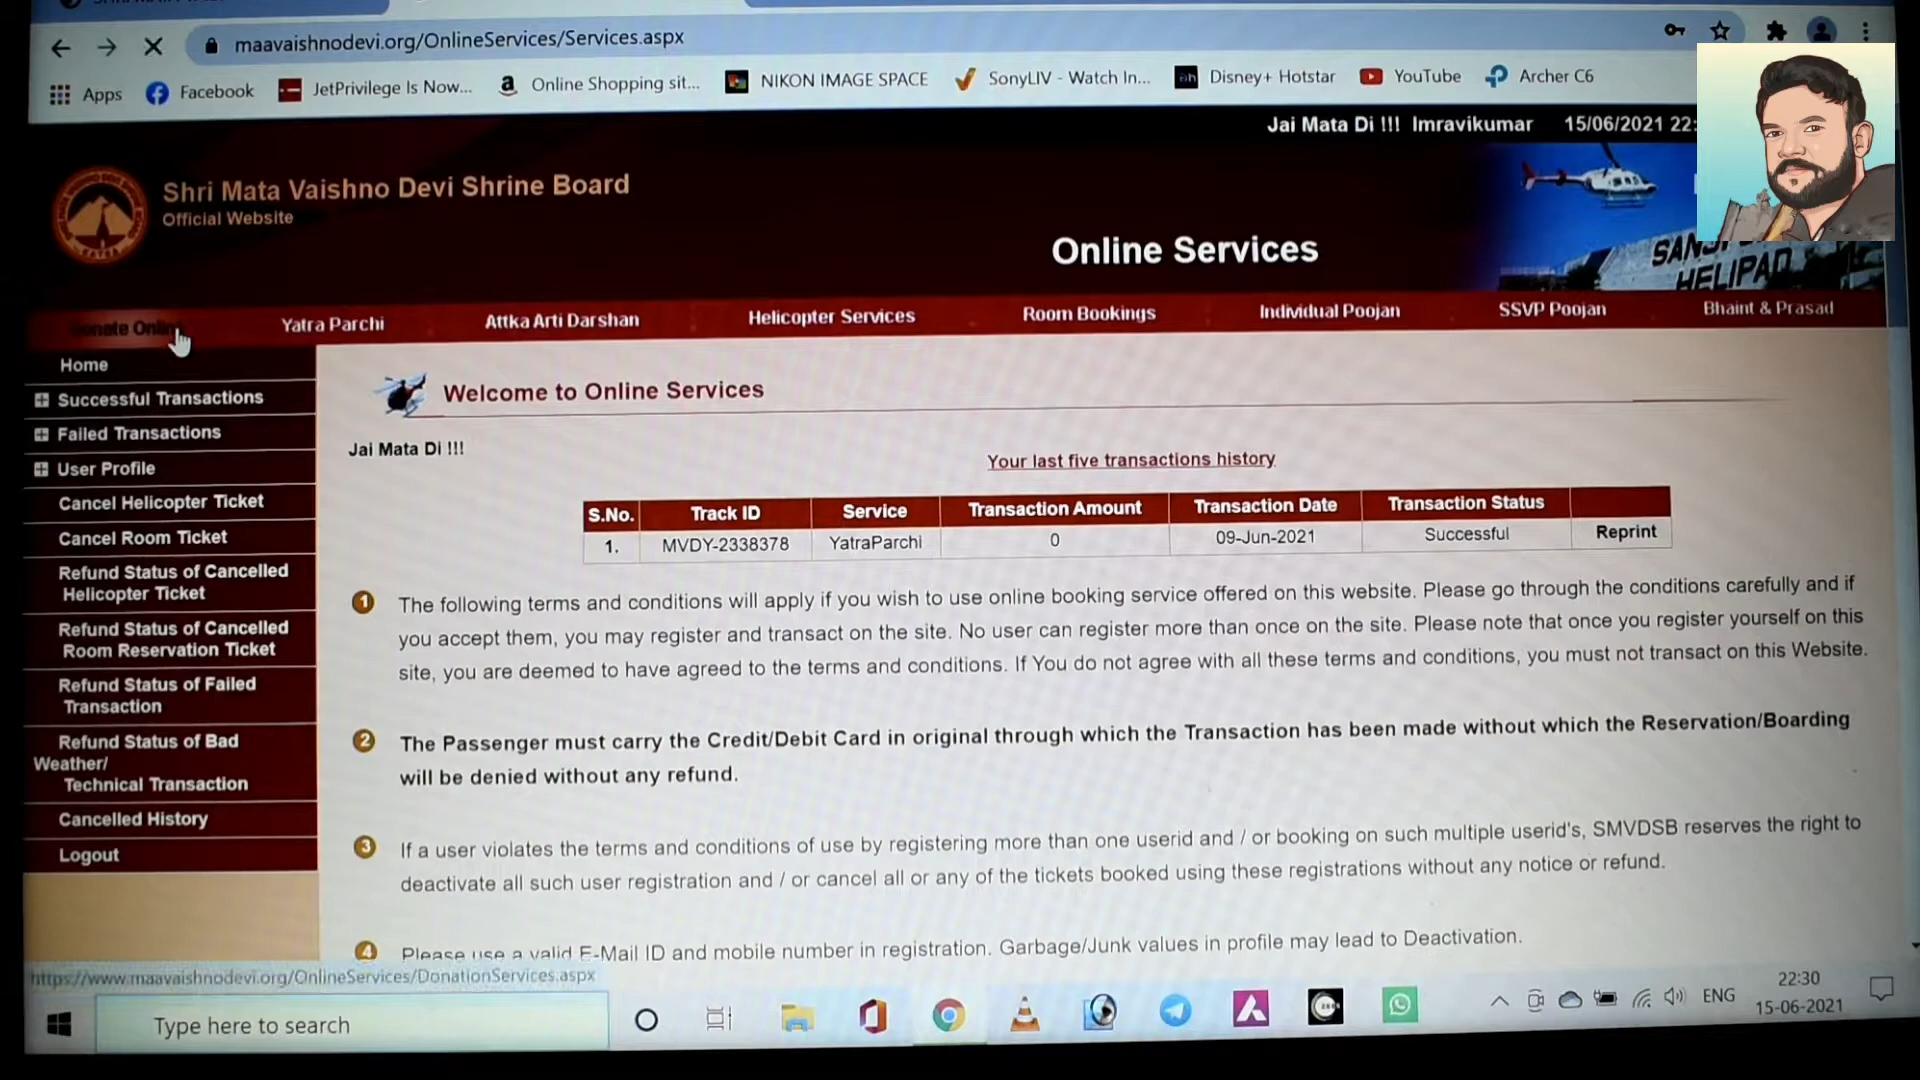 maavaishnodevi.org/OnlineServices/Services.aspx
Apps
Facebook
JetPrivilege Is Now...
Online Shopping sit...
NIKON IMAGE SPACE
SonyLIV - Watch In...
Disney+ Hotstar
YouTube
Archer C6
Jai Mata Di !!! Imravikumar 15/06/2021 22:
Shri Mata Vaishno Devi Shrine Board
Official Website
Online Services
HELIPAD
Online
Yatra Parchi
Attka Arti Darshan
Helicopter Services
Room Bookings
Individual Poojan
SSVP Poojan
Bhaint & Prasad
Home
Successful Transactions
Failed Transactions
User Profile
Cancel Helicopter Ticket
Cancel Room Ticket
Refund Status of Cancelled
Helicopter Ticket
Refund Status of Cancelled
Room Reservation Ticket
Refund Status of Failed
Transaction
Refund Status of Bad
Weather/
Technical Transaction
Cancelled History
Logout
Welcome to Online Services
Jai Mata Di !!!
Your last five transactions history
S.No. Track ID Service Transaction Amount Transaction Date Transaction Status
1. MVDY-2338378 YatraParchi 0 09-Jun-2021 Successful Reprint
1 The following terms and conditions will apply if you wish to use online booking service offered on this website. Please go through the conditions carefully and if
you accept them, you may register and transact on the site. No user can register more than once on the site. Please note that once you register yourself on this
site, you are deemed to have agreed to the terms and conditions. If You do not agree with all these terms and conditions, you must not transact on this Website.
2 The Passenger must carry the Credit/Debit Card in original through which the Transaction has been made without which the Reservation/Boarding
will be denied without any refund.
3 If a user violates the terms and conditions of use by registering more than one userid and / or booking on such multiple userid's, SMVDSB reserves the right to
deactivate all such user registration and / or cancel all or any of the tickets booked using these registrations without any notice or refund.
4 Please use a valid E-Mail ID and mobile number in registration. Garbage/Junk values in profile may lead to Deactivation.
https://www.maavaishnodevi.org/OnlineServices/DonationServices.aspx
Type here to search
ENG
22:30
15-06-2021